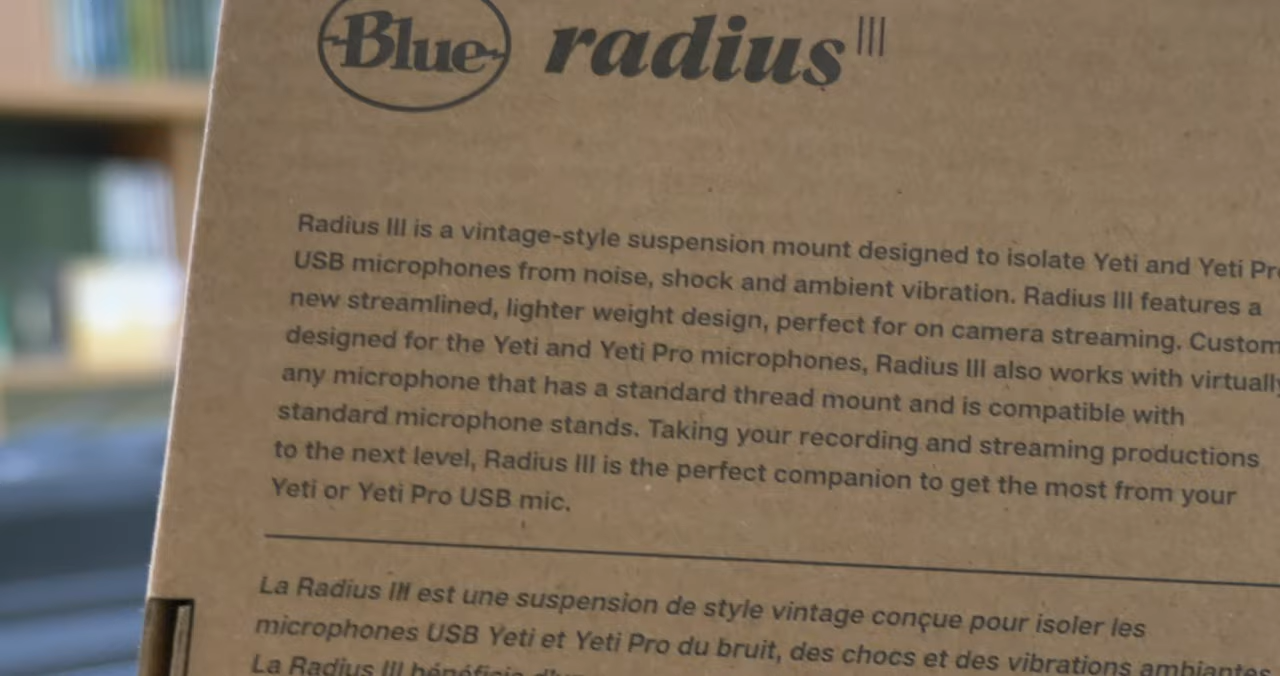 Blue radius III
Radius III is a vintage-style suspension mount designed to isolate Yeti and Yeti Pro
USB microphones from noise, shock and ambient vibration. Radius III features a
new streamlined, lighter weight design, perfect for on camera streaming. Custom
designed for the Yeti and Yeti Pro microphones, Radius III also works with virtually
any microphone that has a standard thread mount and is compatible with
standard microphone stands. Taking your recording and streaming productions
to the next level, Radius III is the perfect companion to get the most from your
Yeti or Yeti Pro USB mic.
La Radius III est une suspension de style vintage conçue pour isoler les
microphones USB Yeti et Yeti Pro du bruit, des chocs et des vibrations ambiantes.
La Radius III bénéficie d'un